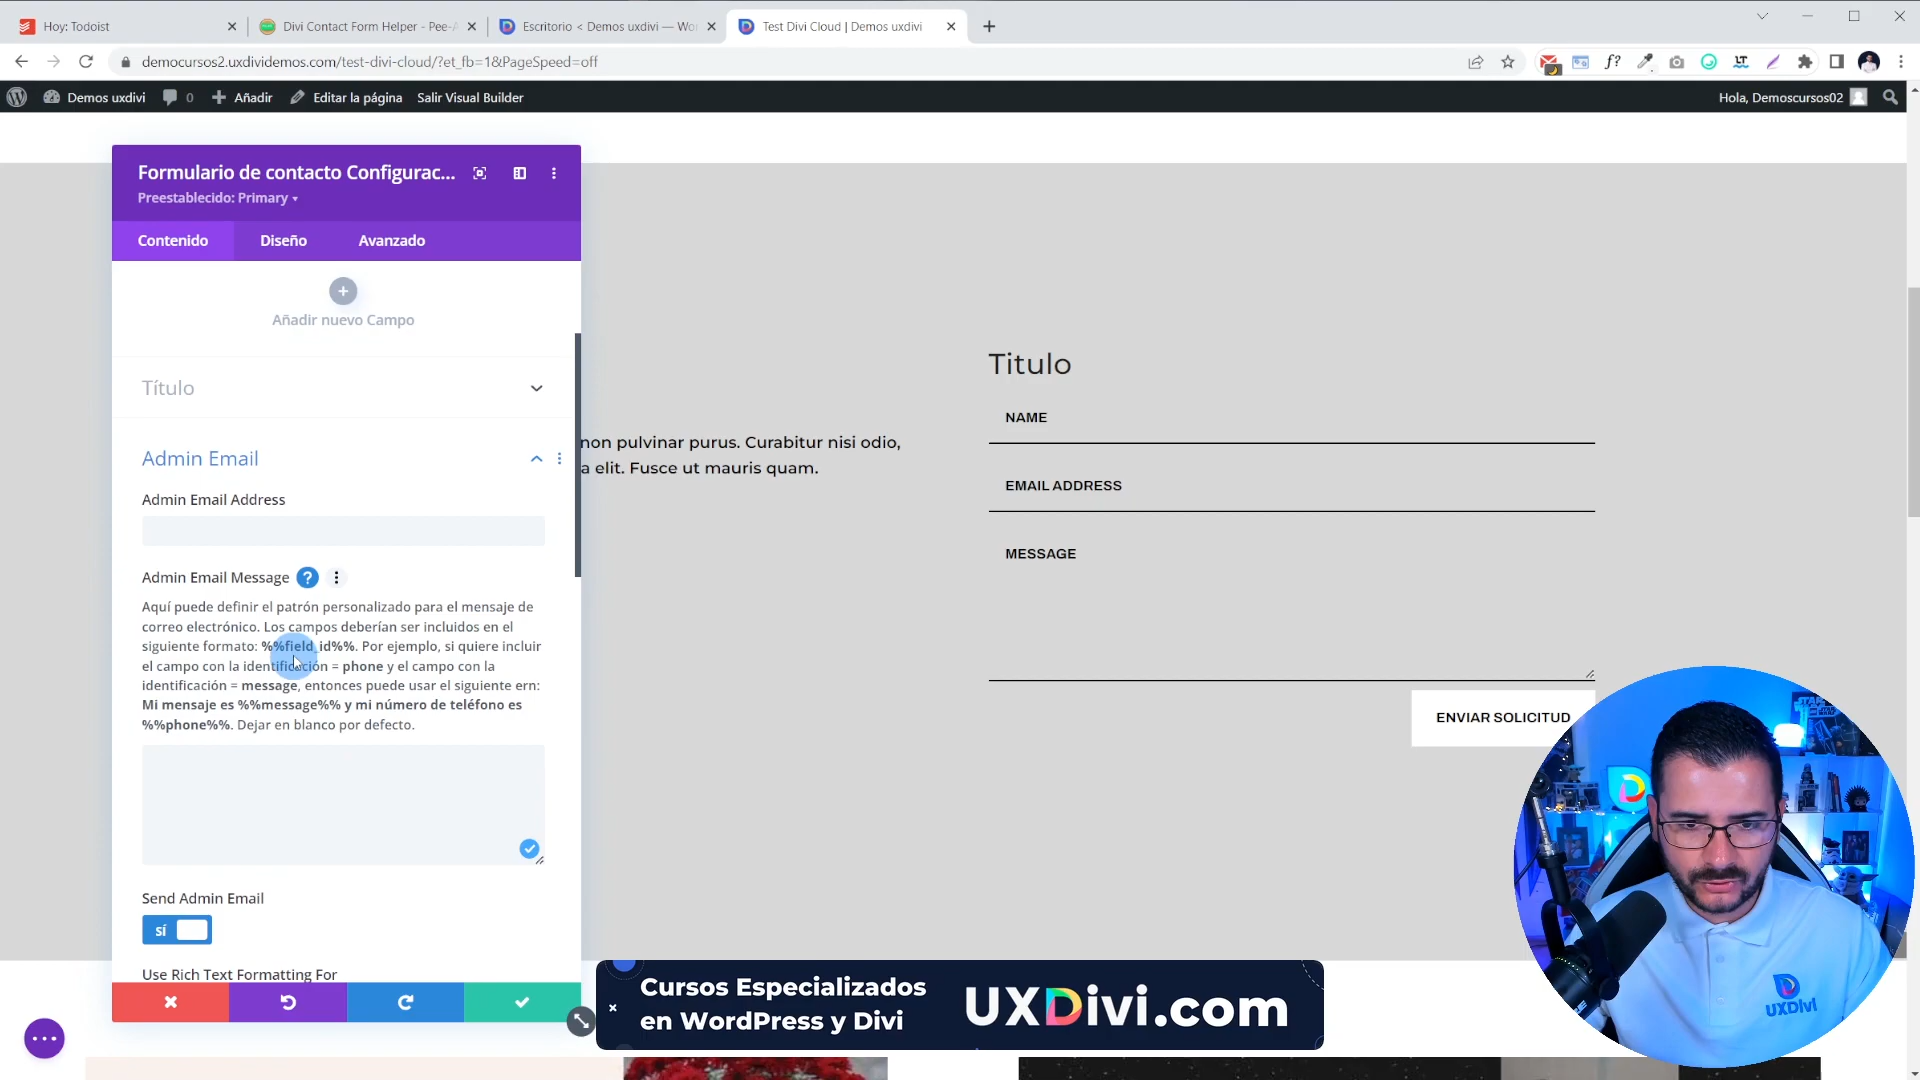 Hoy: Todoist
Divi Contact Form Helper - Pee-A
Escritorio < Demos uxdivi — Wor
Test Divi Cloud | Demos uxdivi
democursos2.uxdividemos.com/test-divi-cloud/?et_fb=1&PageSpeed=off
Demos uxdivi
0
Añadir
Editar la página
Salir Visual Builder
Hola, Demoscursos02
Formulario de contacto Configurac...
Preestablecido: Primary
Contenido
Diseño
Avanzado
Añadir nuevo Campo
Título
Admin Email
Admin Email Address
Admin Email Message
Aquí puede definir el patrón personalizado para el mensaje de
correo electrónico. Los campos deberían ser incluidos en el
siguiente formato: %%field_id%%. Por ejemplo, si quiere incluir
el campo con la identificación = phone y el campo con la
identificación = message, entonces puede usar el siguiente ern:
Mi mensaje es %%message%% y mi número de teléfono es
%%phone%%. Dejar en blanco por defecto.
Send Admin Email
SÍ
Use Rich Text Formatting For
non pulvinar purus. Curabitur nisi odio,
a elit. Fusce ut mauris quam.
Titulo
NAME
EMAIL ADDRESS
MESSAGE
ENVIAR SOLICITUD
Cursos Especializados
en WordPress y Divi
UXDivi.com
UXDIVI